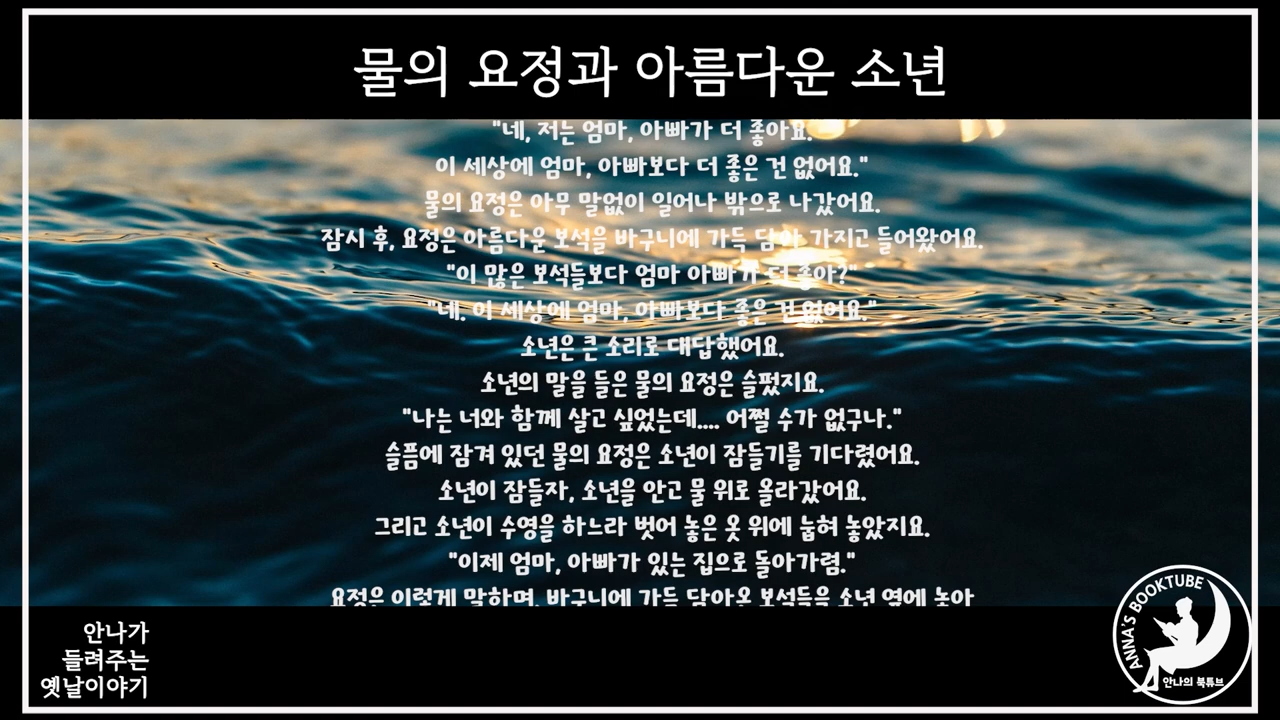 물의 요정과 아름다운 소년
"네, 저는 엄마, 아빠가 더 좋아요.
이 세상에 엄마, 아빠보다 더 좋은 건 없어요."
물의 요정은 아무 말없이 일어나 밖으로 나갔어요.
잠시 후, 요정은 아름다운 보석을 바구니에 가득 담아 가지고 들어왔어요.
"이 많은 보석들보다 엄마 아빠가 더 좋아?"
"네. 이 세상에 엄마, 아빠보다 좋은 건 없어요."
소년은 큰 소리로 대답했어요.
소년의 말을 들은 물의 요정은 슬펐지요.
"나는 너와 함께 살고 싶었는데.... 어쩔 수가 없구나."
슬픔에 잠겨 있던 물의 요정은 소년이 잠들기를 기다렸어요.
소년이 잠들자, 소년을 안고 물 위로 올라갔어요.
그리고 소년이 수영을 하느라 벗어 놓은 옷 위에 눕혀 놓았지요.
"이제 엄마, 아빠가 있는 집으로 돌아가렴."
요정은 이렇게 말하며, 바구니에 가득 담아온 보석들을 소년 옆에 놓아
안나가
들려주는
옛날이야기
ANNA'S BOOKTUBE
안나의 북튜브